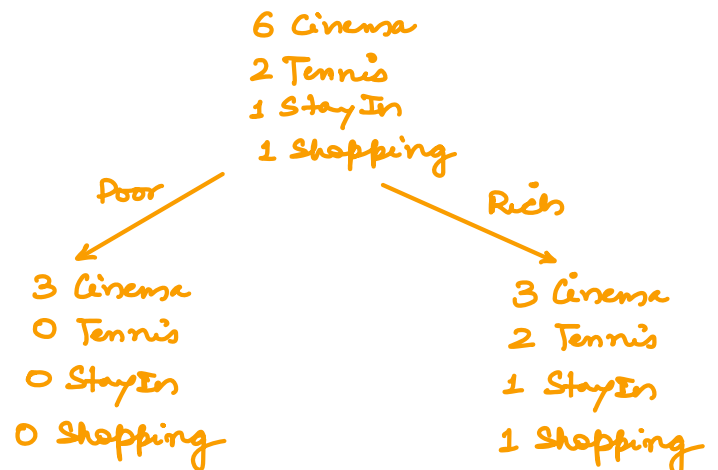 6 Cinema
2 Tennis
1 StayIn
1 Shopping
Poor
Rich
3 Cinema
0 Tennis
0 StayIn
0 Shopping
3 Cinema
2 Tennis
1 StayIn
1 Shopping